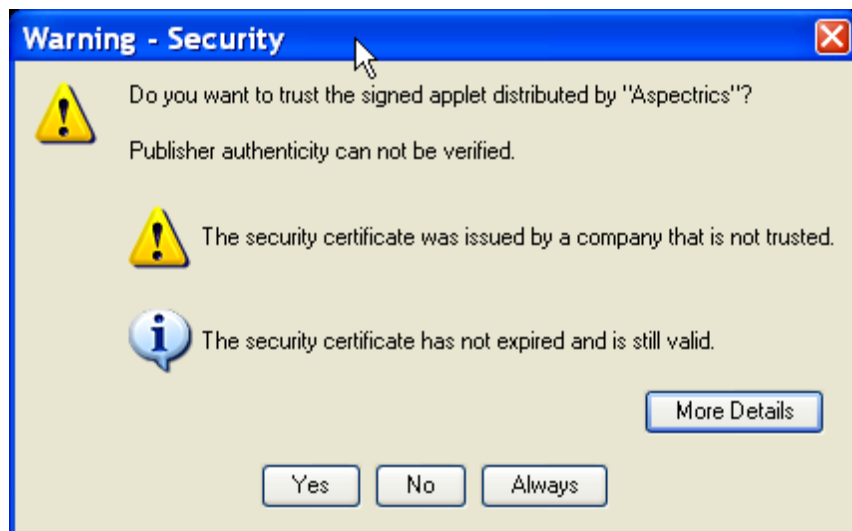 Warning - Security
Do you want to trust the signed applet distributed by "Aspectrics"?
Publisher authenticity can not be verified.
The security certificate was issued by a company that is not trusted.
The security certificate has not expired and is still valid.
More Details
Yes No Always